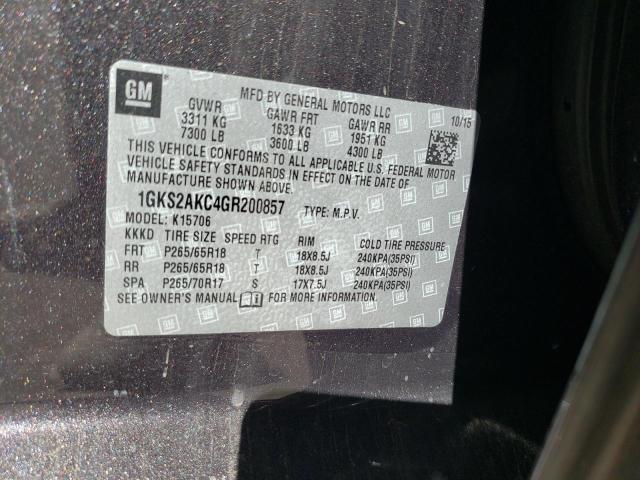 GM
MFD BY GENERAL MOTORS LLC
GVWR GAWR FRT GAWR RR 10/15
3311 KG 1633 KG 1951 KG
7300 LB 3600 LB 4300 LB
THIS VEHICLE CONFORMS TO ALL APPLICABLE U.S. FEDERAL MOTOR
VEHICLE SAFETY STANDARDS IN EFFECT ON THE DATE OF
MANUFACTURE SHOWN ABOVE.
1GKS2AKC4GR200857 TYPE: M.P.V.
MODEL: K15706
KKKD TIRE SIZE SPEED RTG RIM COLD TIRE PRESSURE
FRT P265/65R18 T 18X8.5J 240KPA(35PSI)
RR P265/65R18 T 18X8.5J 240KPA(35PSI)
SPA P265/70R17 S 17X7.5J 240KPA(35PSI)
SEE OWNER'S MANUAL FOR MORE INFORMATION.